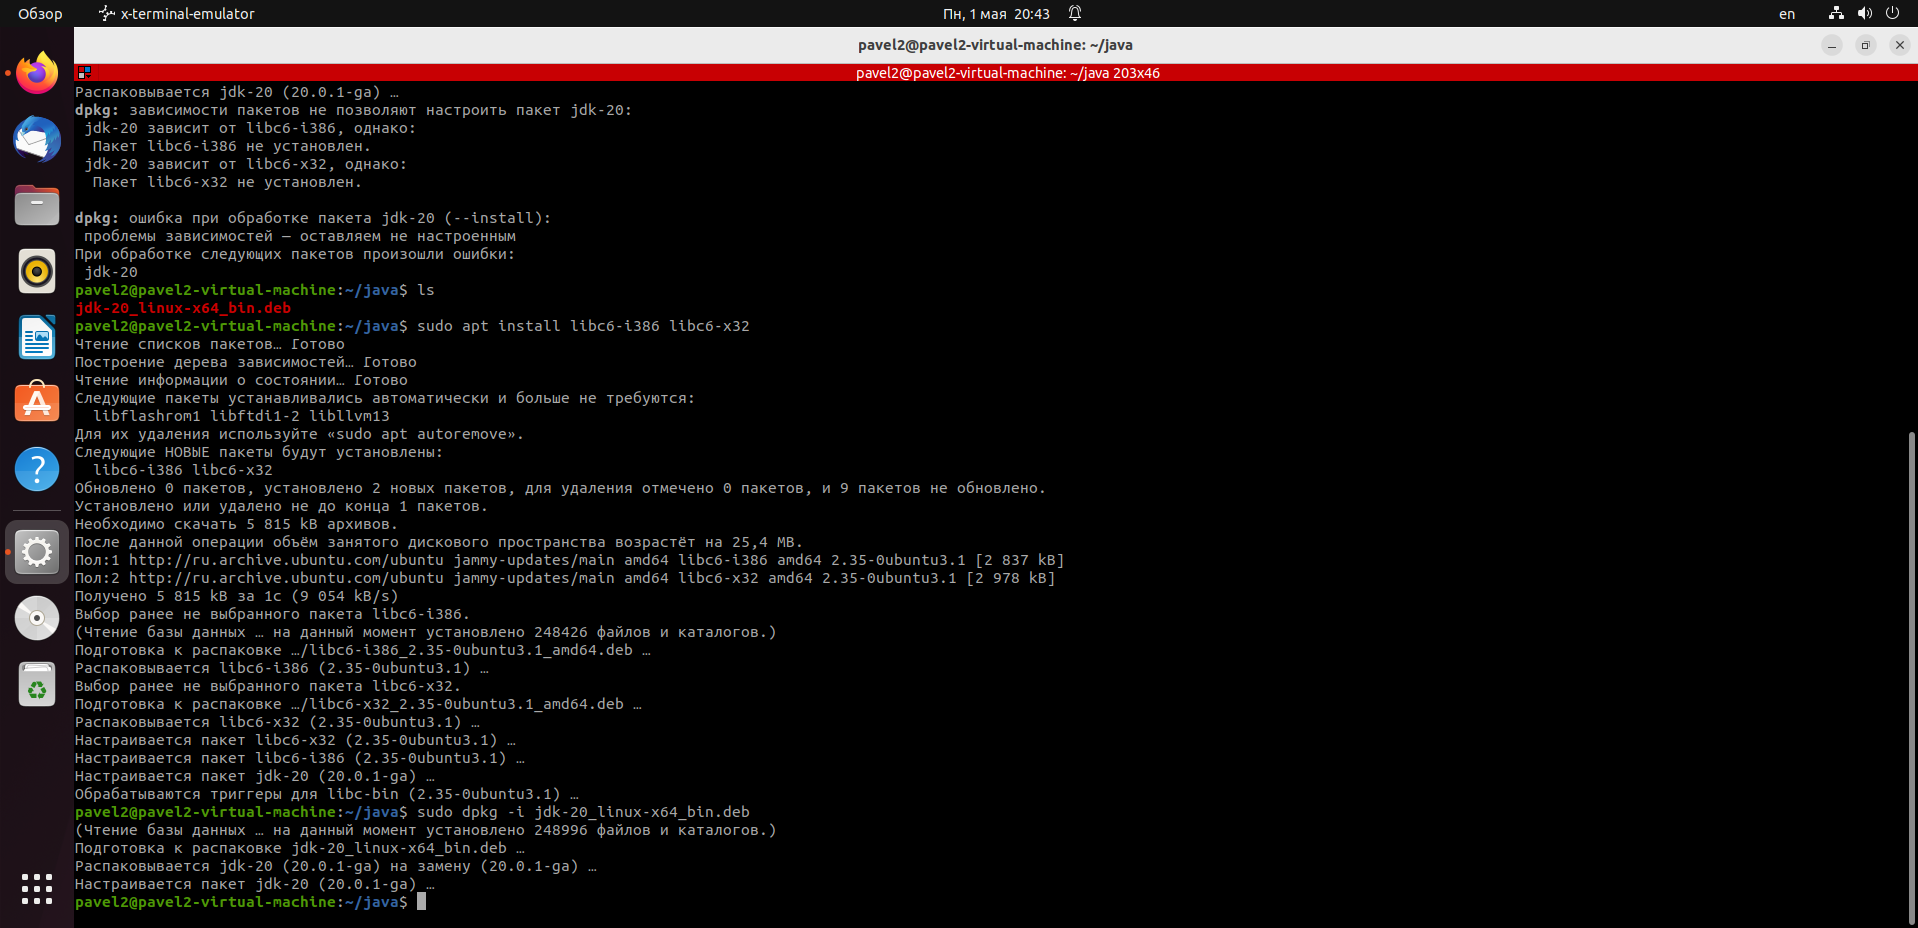 Обзор
x-terminal-emulator
Пн, 1 мая 20:43
en
pavel2@pavel2-virtual-machine: ~/java
pavel2@pavel2-virtual-machine: ~/java 203x46
Распаковывается jdk-20 (20.0.1-ga) …
dpkg: зависимости пакетов не позволяют настроить пакет jdk-20:
 jdk-20 зависит от libc6-i386, однако:
  Пакет libc6-i386 не установлен.
 jdk-20 зависит от libc6-x32, однако:
  Пакет libc6-x32 не установлен.
dpkg: ошибка при обработке пакета jdk-20 (--install):
 проблемы зависимостей — оставляем не настроенным
При обработке следующих пакетов произошли ошибки:
 jdk-20
pavel2@pavel2-virtual-machine:~/java$ ls
jdk-20_linux-x64_bin.deb
pavel2@pavel2-virtual-machine:~/java$ sudo apt install libc6-i386 libc6-x32
Чтение списков пакетов… Готово
Построение дерева зависимостей… Готово
Чтение информации о состоянии… Готово
Следующие пакеты устанавливались автоматически и больше не требуются:
  libflashrom1 libftdi1-2 libllvm13
Для их удаления используйте «sudo apt autoremove».
Следующие НОВЫЕ пакеты будут установлены:
  libc6-i386 libc6-x32
Обновлено 0 пакетов, установлено 2 новых пакетов, для удаления отмечено 0 пакетов, и 9 пакетов не обновлено.
Установлено или удалено не до конца 1 пакетов.
Необходимо скачать 5 815 kB архивов.
После данной операции объём занятого дискового пространства возрастёт на 25,4 MB.
Пол:1 http://ru.archive.ubuntu.com/ubuntu jammy-updates/main amd64 libc6-i386 amd64 2.35-0ubuntu3.1 [2 837 kB]
Пол:2 http://ru.archive.ubuntu.com/ubuntu jammy-updates/main amd64 libc6-x32 amd64 2.35-0ubuntu3.1 [2 978 kB]
Получено 5 815 kB за 1с (9 054 kB/s)
Выбор ранее не выбранного пакета libc6-i386.
(Чтение базы данных … на данный момент установлено 248426 файлов и каталогов.)
Подготовка к распаковке …/libc6-i386_2.35-0ubuntu3.1_amd64.deb …
Распаковывается libc6-i386 (2.35-0ubuntu3.1) …
Выбор ранее не выбранного пакета libc6-x32.
Подготовка к распаковке …/libc6-x32_2.35-0ubuntu3.1_amd64.deb …
Распаковывается libc6-x32 (2.35-0ubuntu3.1) …
Настраивается пакет libc6-x32 (2.35-0ubuntu3.1) …
Настраивается пакет libc6-i386 (2.35-0ubuntu3.1) …
Настраивается пакет jdk-20 (20.0.1-ga) …
Обрабатываются триггеры для libc-bin (2.35-0ubuntu3.1) …
pavel2@pavel2-virtual-machine:~/java$ sudo dpkg -i jdk-20_linux-x64_bin.deb
(Чтение базы данных … на данный момент установлено 248996 файлов и каталогов.)
Подготовка к распаковке jdk-20_linux-x64_bin.deb …
Распаковывается jdk-20 (20.0.1-ga) на замену (20.0.1-ga) …
Настраивается пакет jdk-20 (20.0.1-ga) …
pavel2@pavel2-virtual-machine:~/java$